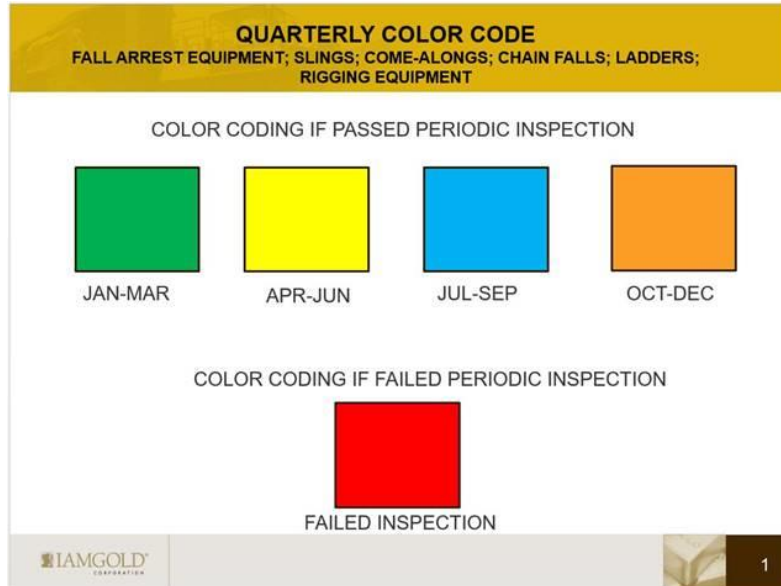 QUARTERLY COLOR CODE
FALL ARREST EQUIPMENT; SLINGS; COME-ALONGS; CHAIN FALLS; LADDERS;
RIGGING EQUIPMENT
COLOR CODING IF PASSED PERIODIC INSPECTION
JAN-MAR
APR-JUN
JUL-SEP
OCT-DEC
COLOR CODING IF FAILED PERIODIC INSPECTION
FAILED INSPECTION
IAMGOLD
CORPORATION
1